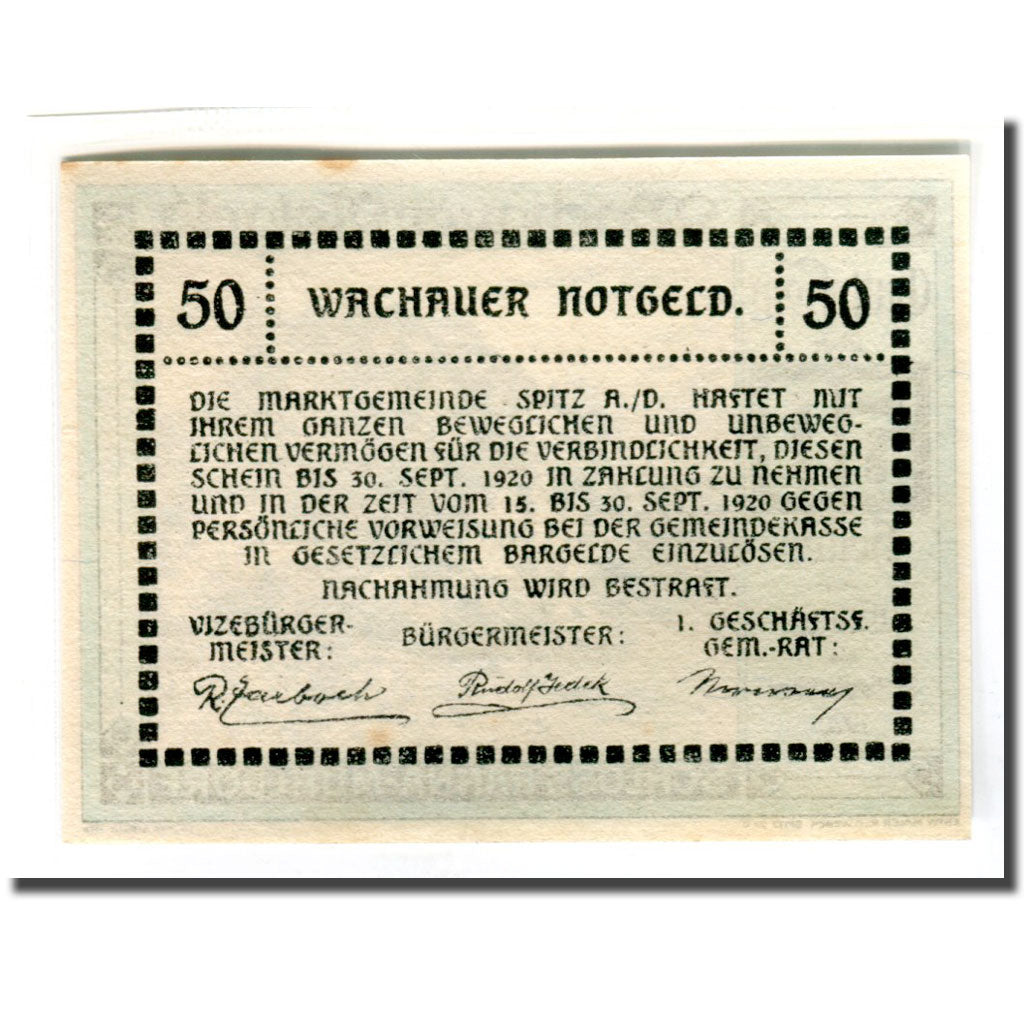 50 WACHAUER NOTGELD. 50
DIE MARKTGEMEINDE SPITZ A./D. HAFTET MIT
IHREM GANZEN BEWEGLICHEN UND UNBEWEG-
LICHEN VERMÖGEN FÜR DIE VERBINDLICHKEIT, DIESEN
SCHEIN BIS 30. SEPT. 1920 IN ZAHLUNG ZU NEHMEN
UND IN DER ZEIT VOM 15. BIS 30. SEPT. 1920 GEGEN
PERSÖNLICHE VORWEISUNG BEI DER GEMEINDEKASSE
IN GESETZLICHEM BARGELDE EINZULÖSEN.
NACHAHMUNG WIRD BESTRAFT.
VIZEBÜRGER-
MEISTER:
BÜRGERMEISTER:
1. GESCHÄFTSF.
GEM.-RAT:
Rudolf Jedek